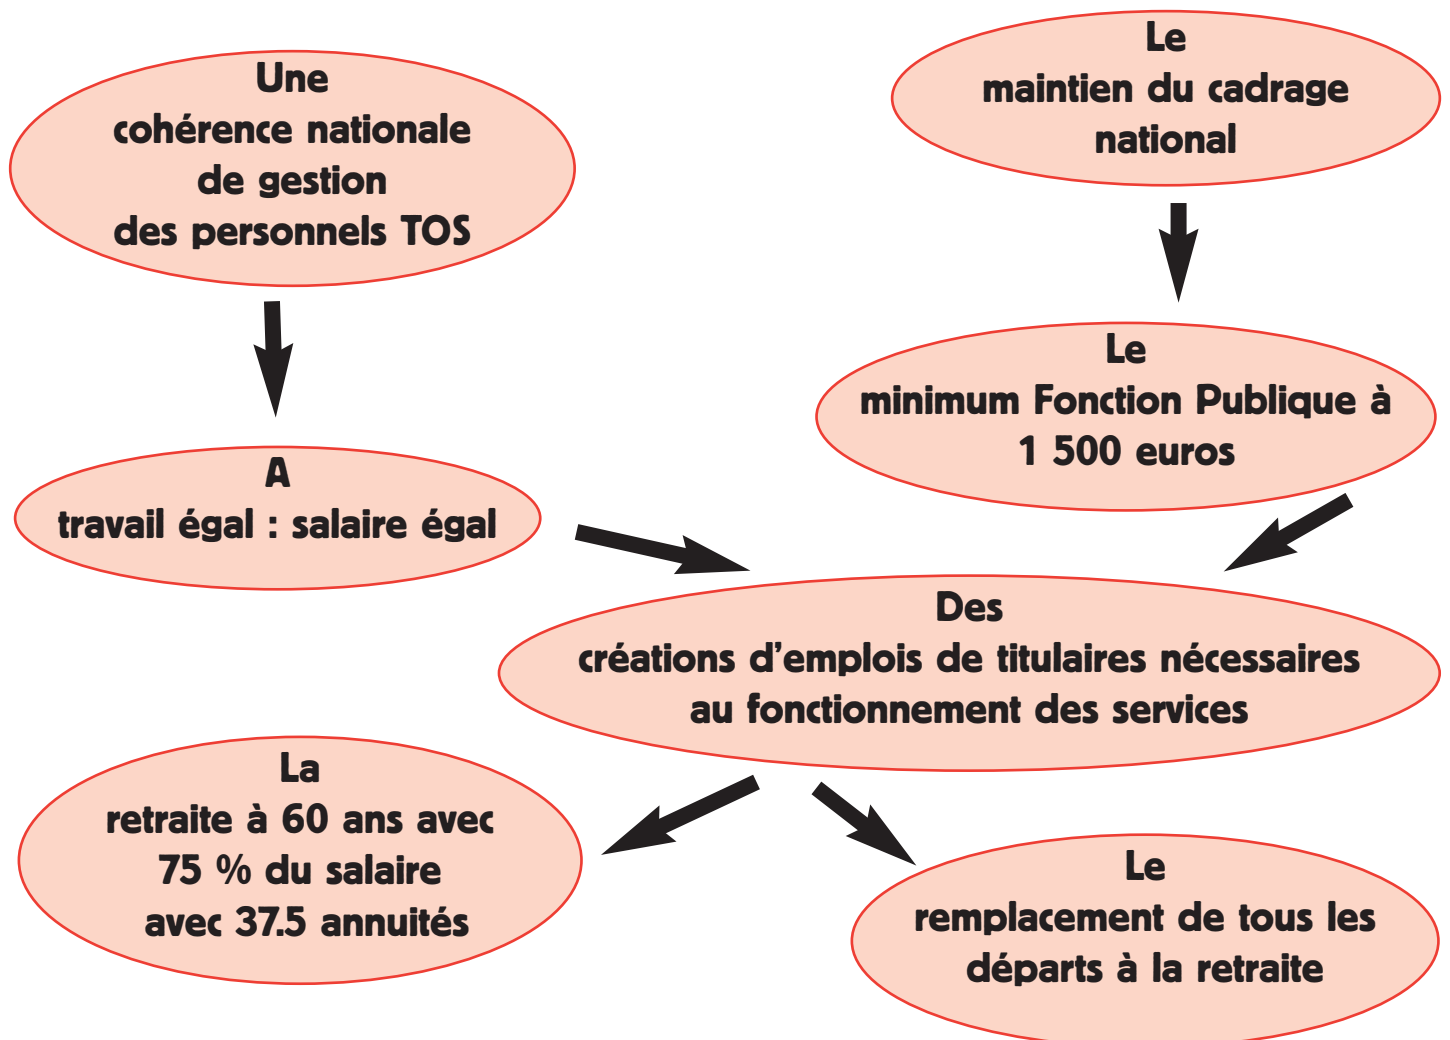 Une
cohérence nationale
de gestion
des personnels TOS
Le
maintien du cadrage
national
A
travail égal : salaire égal
Le
minimum Fonction Publique à
1 500 euros
Des
créations d’emplois de titulaires nécessaires
au fonctionnement des services
La
retraite à 60 ans avec
75 % du salaire
avec 37.5 annuités
Le
remplacement de tous les
départs à la retraite